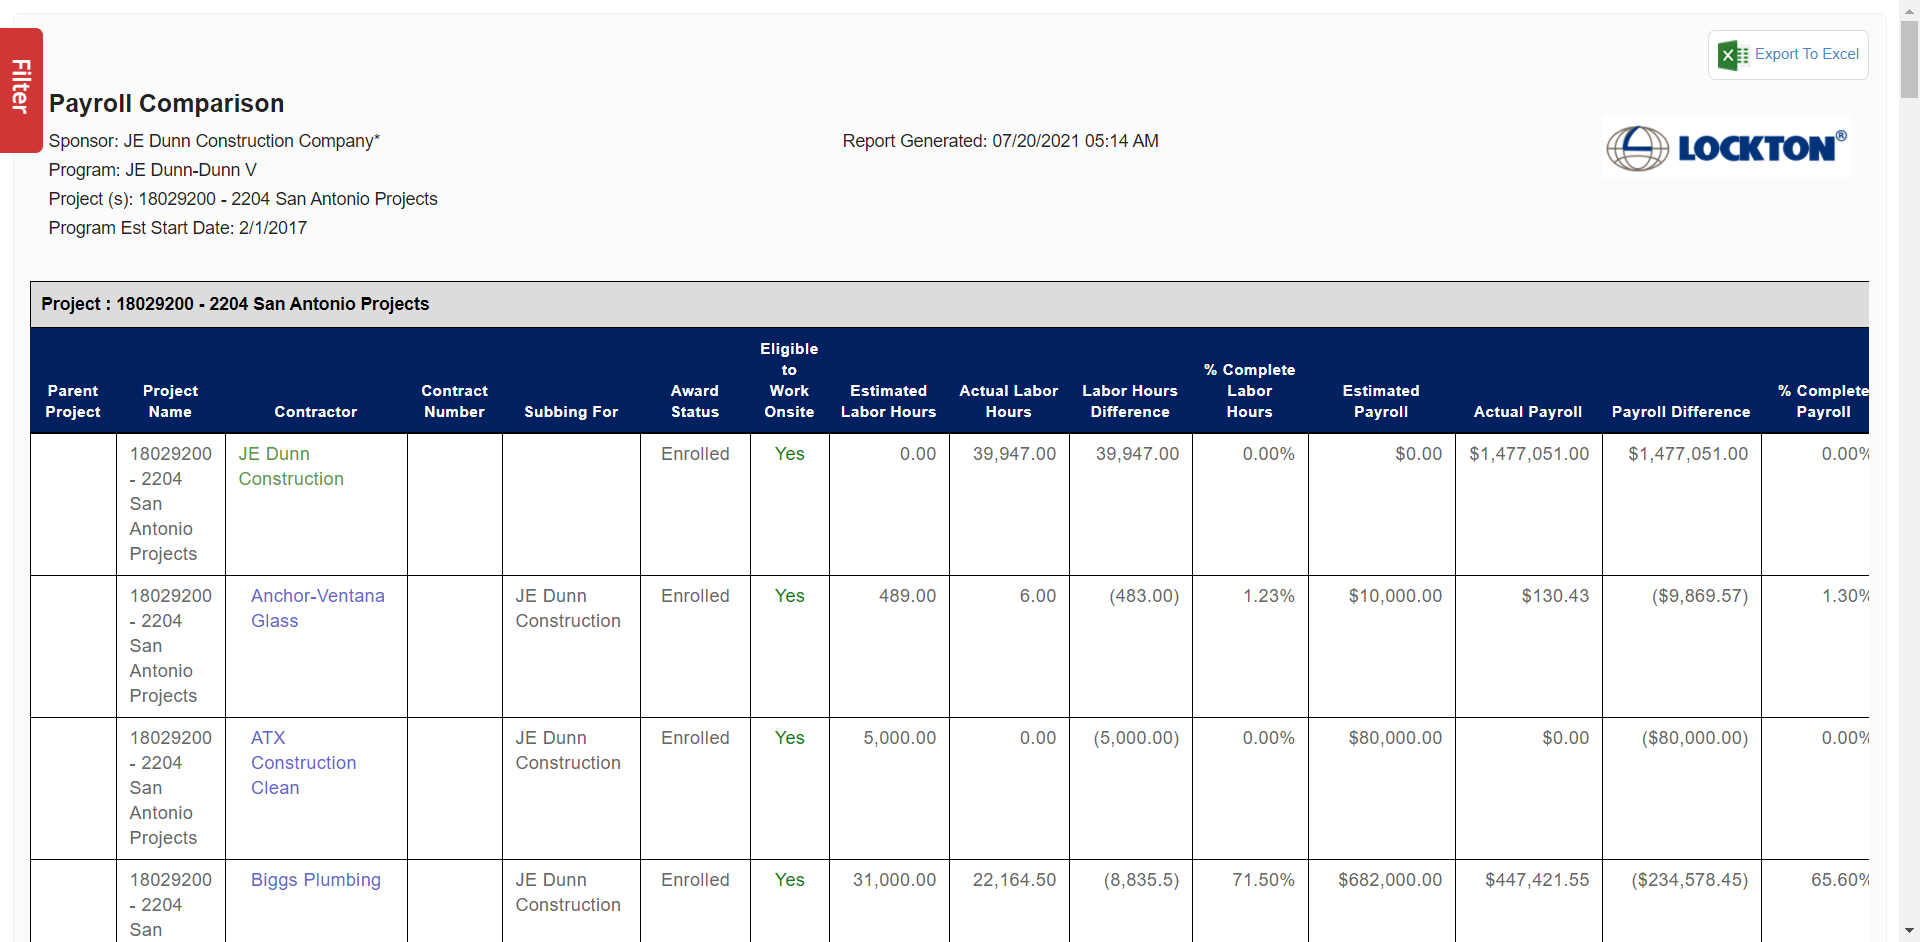 Filter
Export To Excel
Payroll Comparison
Sponsor: JE Dunn Construction Company*
Report Generated: 07/20/2021 05:14 AM
LOCKTON®
Program: JE Dunn-Dunn V
Project (s): 18029200 - 2204 San Antonio Projects
Program Est Start Date: 2/1/2017
Project : 18029200 - 2204 San Antonio Projects
Parent
Project
Project
Name
Contractor
Contract
Number
Subbing For
Award
Status
Eligible
to
Work
Onsite
Estimated
Labor Hours
Actual Labor
Hours
Labor Hours
Difference
% Complete
Labor
Hours
Estimated
Payroll
Actual Payroll
Payroll Difference
% Complete
Payroll
18029200
- 2204
San
Antonio
Projects
JE Dunn
Construction
Enrolled
Yes
0.00
39,947.00
39,947.00
0.00%
$0.00
$1,477,051.00
$1,477,051.00
0.00%
18029200
- 2204
San
Antonio
Projects
Anchor-Ventana
Glass
JE Dunn
Construction
Enrolled
Yes
489.00
6.00
(483.00)
1.23%
$10,000.00
$130.43
($9,869.57)
1.30%
18029200
- 2204
San
Antonio
Projects
ATX
Construction
Clean
JE Dunn
Construction
Enrolled
Yes
5,000.00
0.00
(5,000.00)
0.00%
$80,000.00
$0.00
($80,000.00)
0.00%
18029200
- 2204
San
Biggs Plumbing
JE Dunn
Construction
Enrolled
Yes
31,000.00
22,164.50
(8,835.5)
71.50%
$682,000.00
$447,421.55
($234,578.45)
65.60%